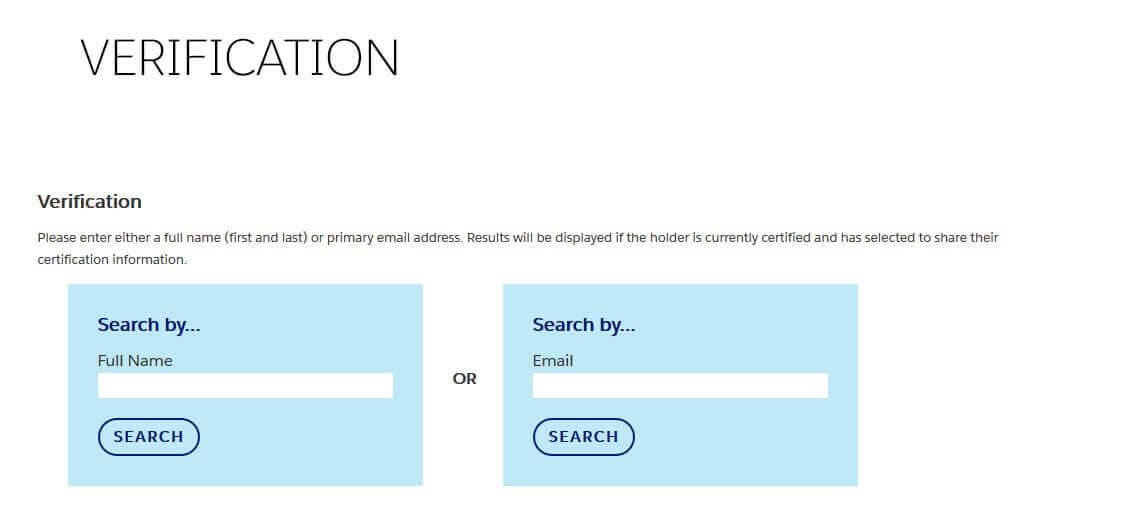 VERIFICATION
Verification
Please enter either a full name (first and last) or primary email address. Results will be displayed if the holder is currently certified and has selected to share their
certification information.
Search by...
Full Name
SEARCH
OR
Search by...
Email
SEARCH